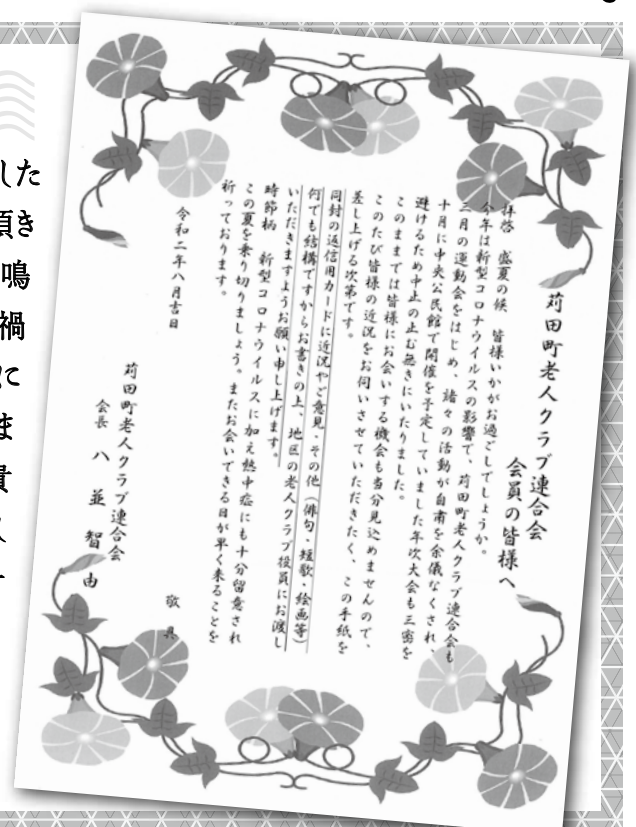 苅田町老人クラブ連合会
会員の皆様へ
拝啓　盛夏の候　皆様いかがお過ごしでしょうか。
今年は新型コロナウイルスの影響で、苅田町老人クラブ連合会も
三月の運動会をはじめ、諸々の活動が自粛を余儀なくされ、
十月に中央公民館で開催を予定していました年次大会も三密を
避けるため中止の止む無きにいたりました。
このままでは皆様にお会いする機会も当分見込めませんので、
このたび皆様の近況をお伺いさせていただきたく、この手紙を
差し上げる次第です。
同封の返信用カードに近況やご意見・その他（俳句・短歌・絵画等）
何でも結構ですからお書きの上、地区の老人クラブ役員にお渡し
いただきますようお願い申し上げます。
時節柄　新型コロナウイルスに加え熱中症にも十分留意され
この夏を乗り切りましょう。またお会いできる日が早く来ることを
祈っております。
敬具
令和二年八月吉日
苅田町老人クラブ連合会
会長　八並智由
した
頂き
鳴
禍
に
ま
貴